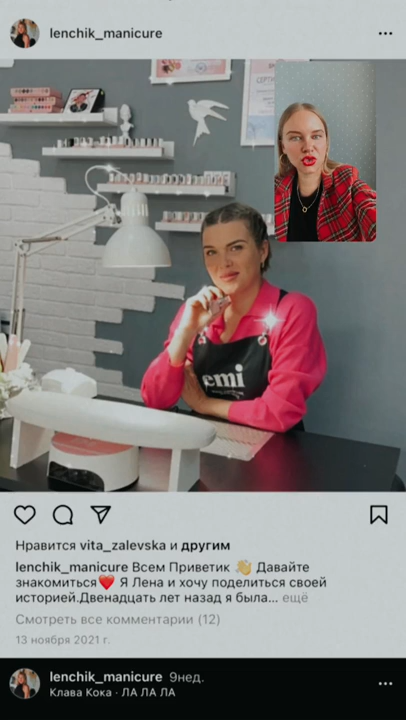 lenchik_manicure
СЕРТИ
emi
Нравится vita_zalevska и другим
lenchik_manicure Всем Приветик 👋 Давайте
знакомиться❤️ Я Лена и хочу поделиться своей
историей.Двенадцать лет назад я была... ещё
Смотреть все комментарии (12)
13 ноября 2021 г.
lenchik_manicure 9нед.
Клава Кока · ЛА ЛА ЛА